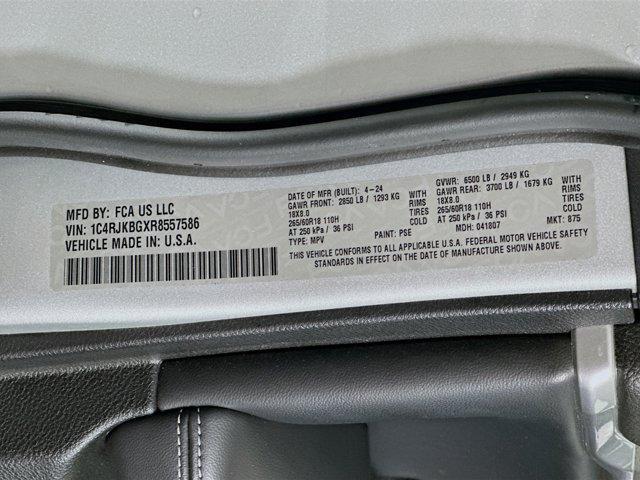 MFD BY: FCA US LLC
VIN: 1C4RJKBGXR8557586
VEHICLE MADE IN U.S.A.
DATE OF MFR (BUILT): 4-24
GAWR FRONT: 2850 LB / 1293 KG WITH
18X8.0 RIMS
265/60R18 110H TIRES
AT 250 kPa / 36 PSI COLD
TYPE: MPV PAINT: PSE
GVWR: 6500 LB / 2949 KG
GAWR REAR: 3700 LB / 1679 KG WITH
18X8.0 RIMS
265/60R18 110H TIRES
AT 250 kPa / 36 PSI COLD
MDH: 041807 MKT: 875
THIS VEHICLE CONFORMS TO ALL APPLICABLE U.S.A. FEDERAL MOTOR VEHICLE SAFETY
STANDARDS IN EFFECT ON THE DATE OF MANUFACTURE SHOWN ABOVE.